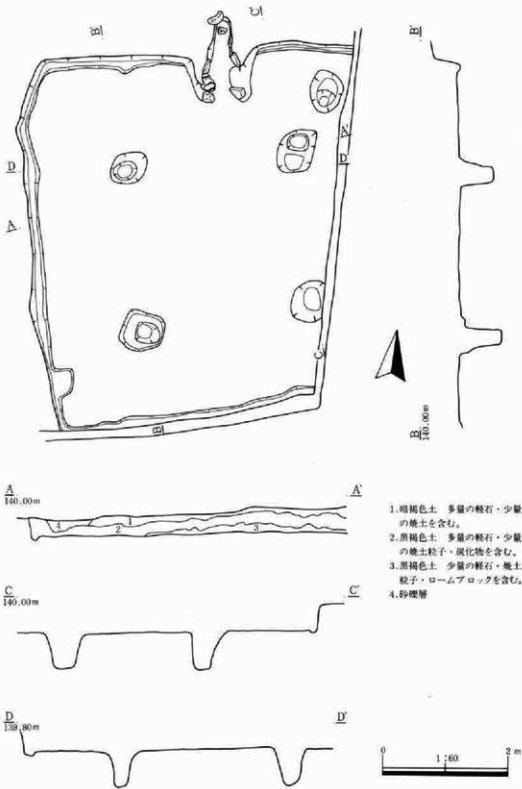 B'
C
B'
D
A'
D'
A
C'
B
B
140.00m
A
140.00m
A'
1
4
2
3
1.暗褐色土 多量の軽石・少量
の焼土を含む。
2.黒褐色土 多量の軽石・少量
の焼土粒子・炭化物を含む。
3.黒褐色土 少量の軽石・焼土
粒子・ロームブロックを含む。
4.砂礫層
C
140.00m
C'
D
139.80m
D'
0
1:60
2 m